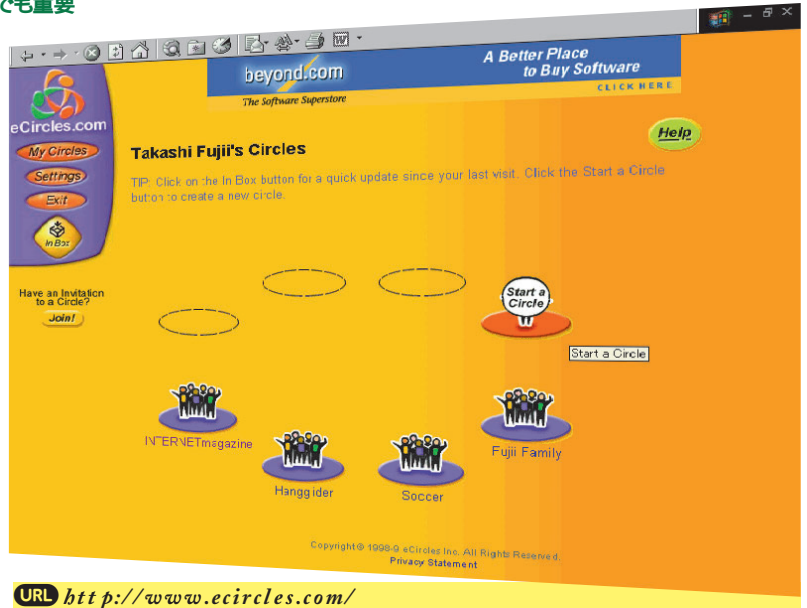 でも重要
beyond.com
The Software Superstore
A Better Place
to Buy Software
CLICK HERE
eCircles.com
My Circles
Settings
Exit
In Box
Have an Invitation
to a Circle?
Join!
Takashi Fujii's Circles
Help
TIP: Click on the In Box button for a quick update since your last visit. Click the Start a Circle
button to create a new circle.
Start a
Circle
Start a Circle
INTERNETmagazine
Hanggider
Soccer
Fujii Family
Copyright© 1998-9 eCircles Inc. All Rights Reserved.
Privacy Statement
URL http://www.ecircles.com/